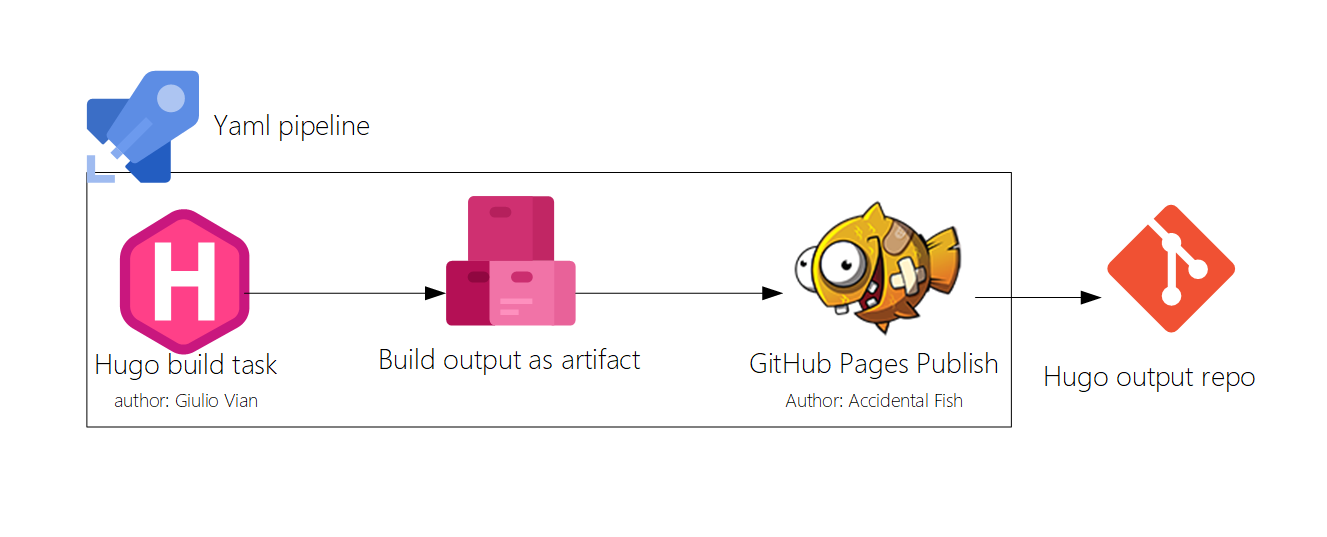 Yaml pipeline
H
Hugo build task
author: Giulio Vian
Build output as artifact
GitHub Pages Publish
Author: Accidental Fish
Hugo output repo